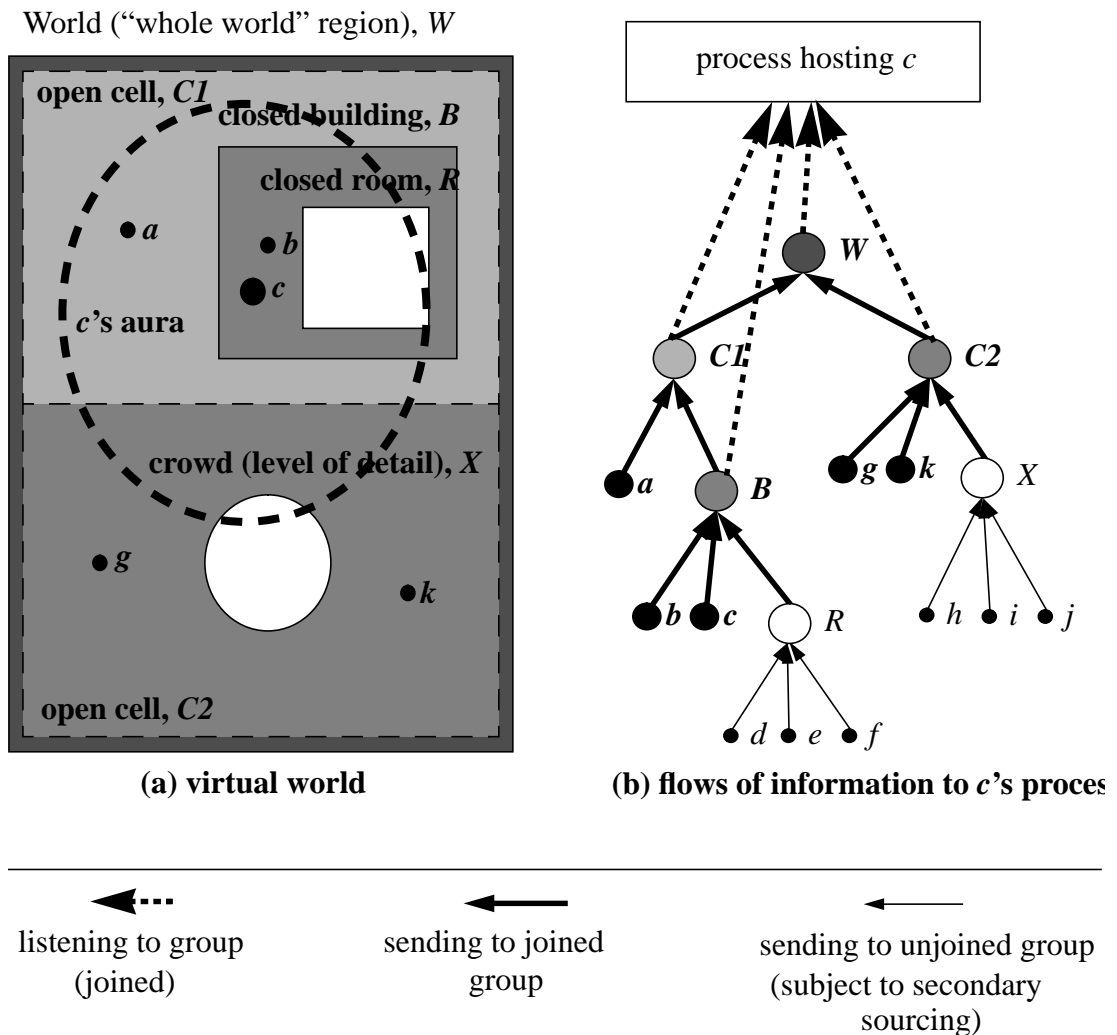 World (“whole world” region), W
open cell, C1
closed building, B
closed room, R
a
b
c
c’s aura
crowd (level of detail), X
g
k
open cell, C2
(a) virtual world
process hosting c
W
C1
C2
a
B
g
k
X
b
c
R
h
i
j
d
e
f
(b) flows of information to c’s proces
listening to group
(joined)
sending to joined
group
sending to unjoined group
(subject to secondary
sourcing)